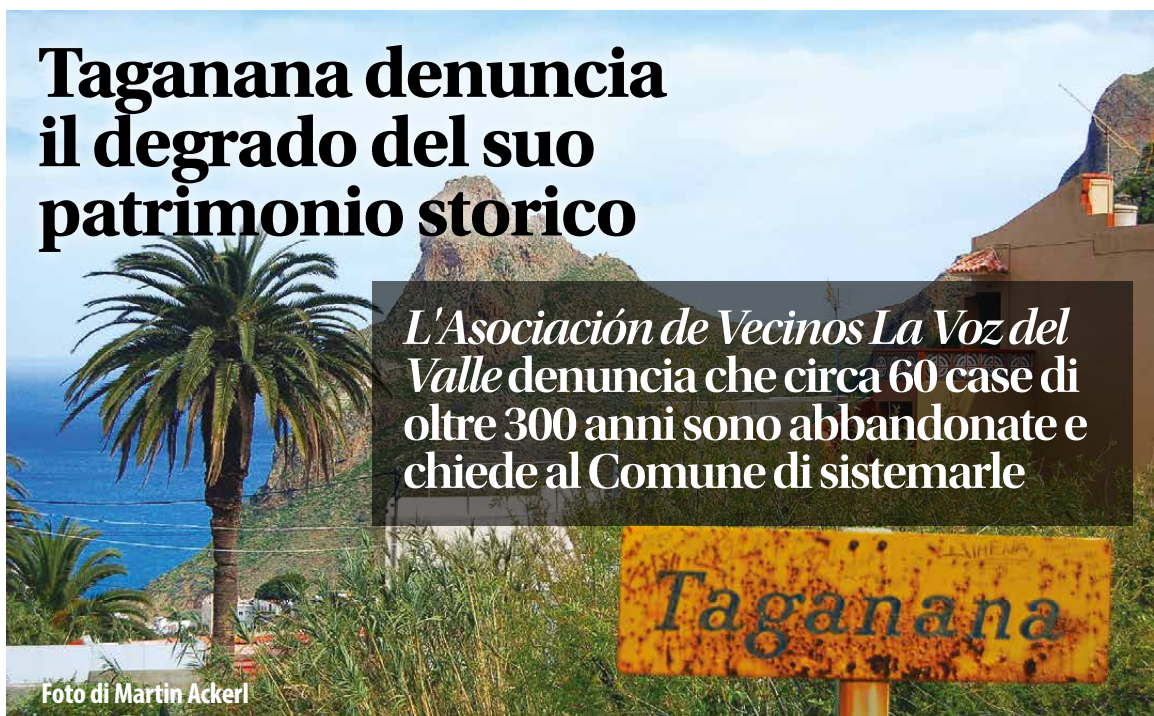 Taganana denuncia
il degrado del suo
patrimonio storico
L'Asociación de Vecinos La Voz del
Valle denuncia che circa 60 case di
oltre 300 anni sono abbandonate e
chiede al Comune di sistemarle
ATHENA
Taganana
Foto di Martin Ackerl